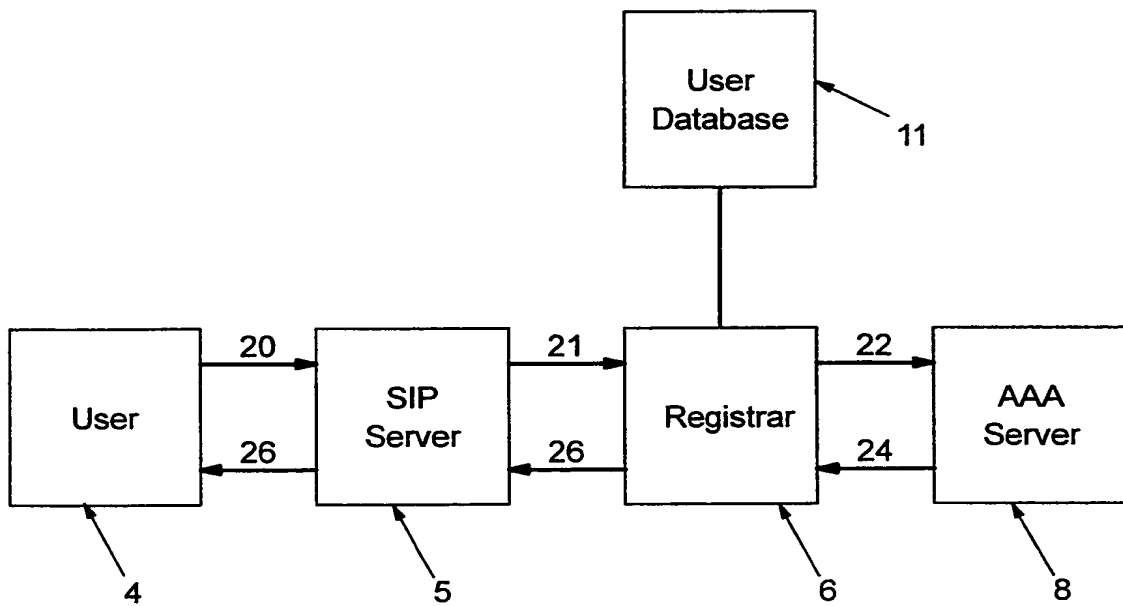 User
Database
11
20
21
22
User
SIP
Server
Registrar
AAA
Server
26
26
24
4
5
6
8